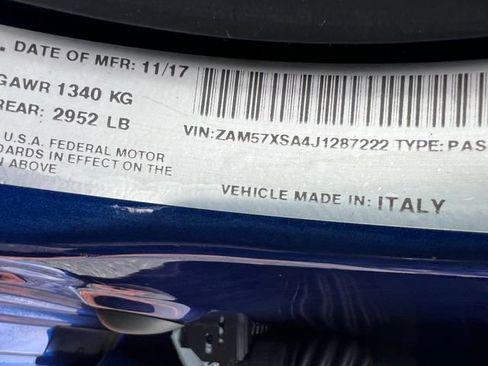 DATE OF MFR: 11/17
GAWR 1340 KG
REAR: 2952 LB
VIN:ZAM57XSA4J1287222 TYPE: PAS
U.S.A. FEDERAL MOTOR
DARDS IN EFFECT ON THE
N ABOVE
VEHICLE MADE IN: ITALY